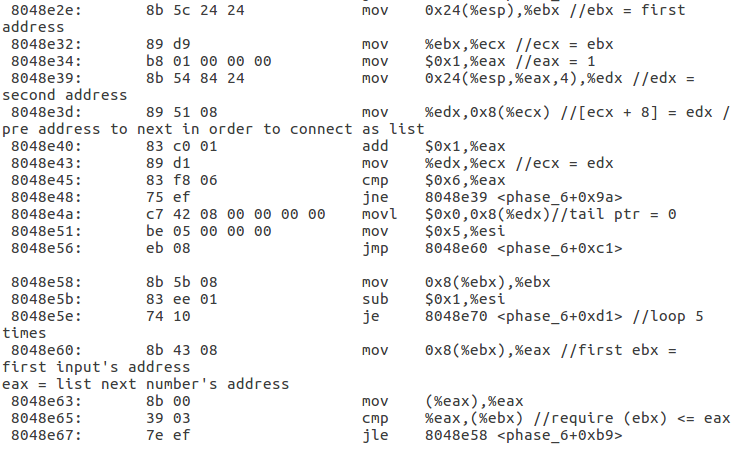 8048e2e: 8b 5c 24 24 mov 0x24(%esp),%ebx //ebx = first
address
8048e32: 89 d9 mov %ebx,%ecx //ecx = ebx
8048e34: b8 01 00 00 00 mov $0x1,%eax //eax = 1
8048e39: 8b 54 84 24 mov 0x24(%esp,%eax,4),%edx //edx =
second address
8048e3d: 89 51 08 mov %edx,0x8(%ecx) //[ecx + 8] = edx /
pre address to next in order to connect as list
8048e40: 83 c0 01 add $0x1,%eax
8048e43: 89 d1 mov %edx,%ecx //ecx = edx
8048e45: 83 f8 06 cmp $0x6,%eax
8048e48: 75 ef jne 8048e39 <phase_6+0x9a>
8048e4a: c7 42 08 00 00 00 00 movl $0x0,0x8(%edx)//tail ptr = 0
8048e51: be 05 00 00 00 mov $0x5,%esi
8048e56: eb 08 jmp 8048e60 <phase_6+0xc1>
8048e58: 8b 5b 08 mov 0x8(%ebx),%ebx
8048e5b: 83 ee 01 sub $0x1,%esi
8048e5e: 74 10 je 8048e70 <phase_6+0xd1> //loop 5
times
8048e60: 8b 43 08 mov 0x8(%ebx),%eax //first ebx =
first input's address
eax = list next number's address
8048e63: 8b 00 mov (%eax),%eax
8048e65: 39 03 cmp %eax,(%ebx) //require (ebx) <= eax
8048e67: 7e ef jle 8048e58 <phase_6+0xb9>